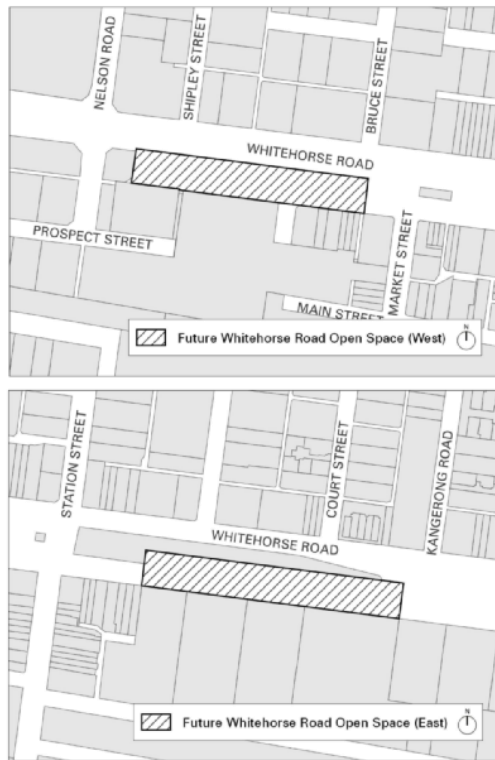 NELSON ROAD
SHIPLEY STREET
BRUCE STREET
WHITEHORSE ROAD
PROSPECT STREET
MARKET STREET
MAIN STREET
Future Whitehorse Road Open Space (West)
N
STATION STREET
COURT STREET
KANGERONG ROAD
WHITEHORSE ROAD
Future Whitehorse Road Open Space (East)
N